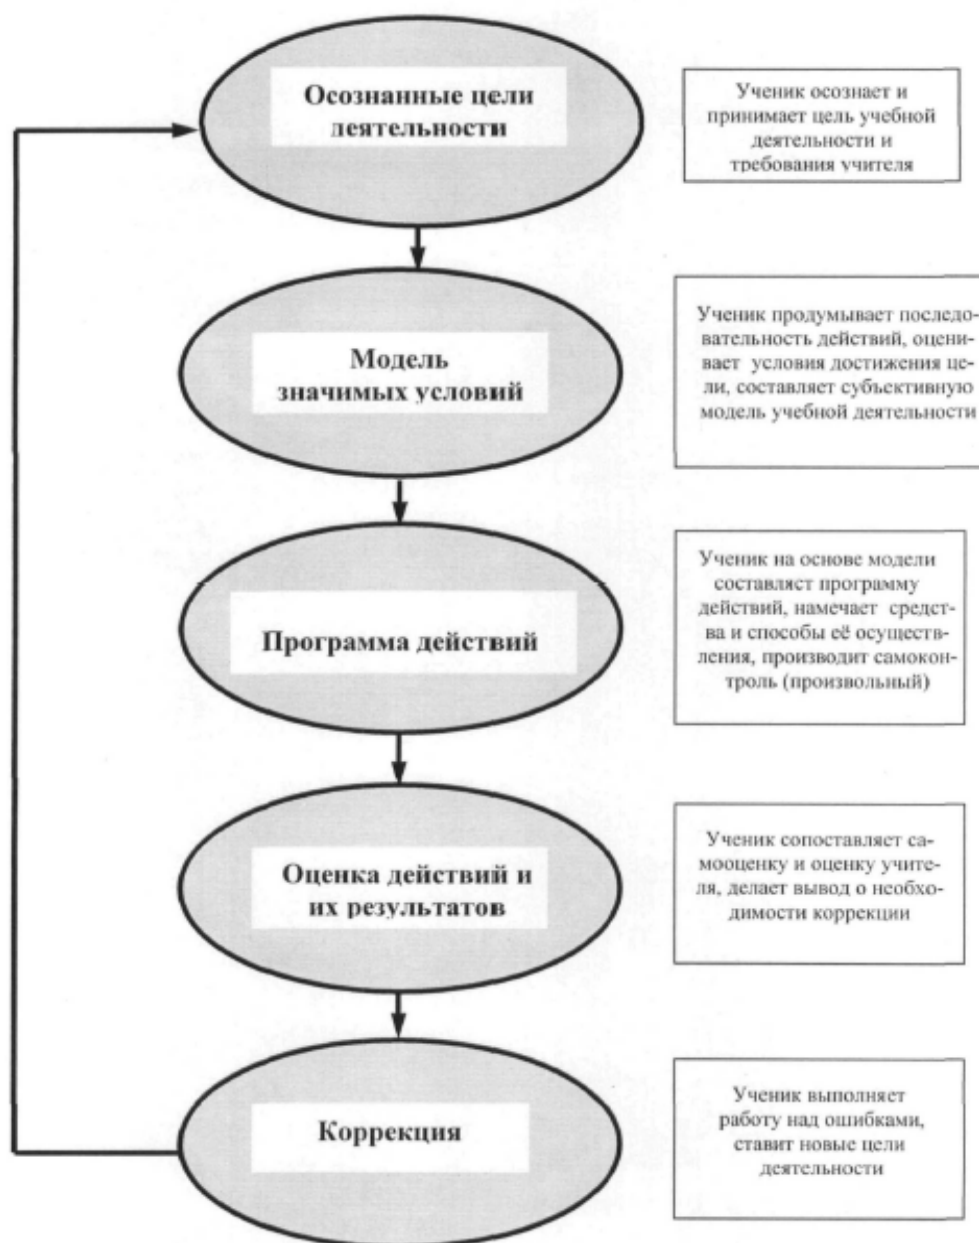 Осознанные цели
деятельности
Ученик осознает и
принимает цель учебной
деятельности и
требования учителя
Модель
значимых условий
Ученик продумывает последо-
вательность действий, оцени-
вает условия достижения це-
ли, составляет субъективную
модель учебной деятельности
Программа действий
Ученик на основе модели
составляет программу
действий, намечает средст-
ва и способы её осуществ-
ления, производит самокон-
троль (произвольный)
Оценка действий и
их результатов
Ученик сопоставляет са-
мооценку и оценку учите-
ля, делает вывод о необхо-
димости коррекции
Коррекция
Ученик выполняет
работу над ошибками,
ставит новые цели
деятельности